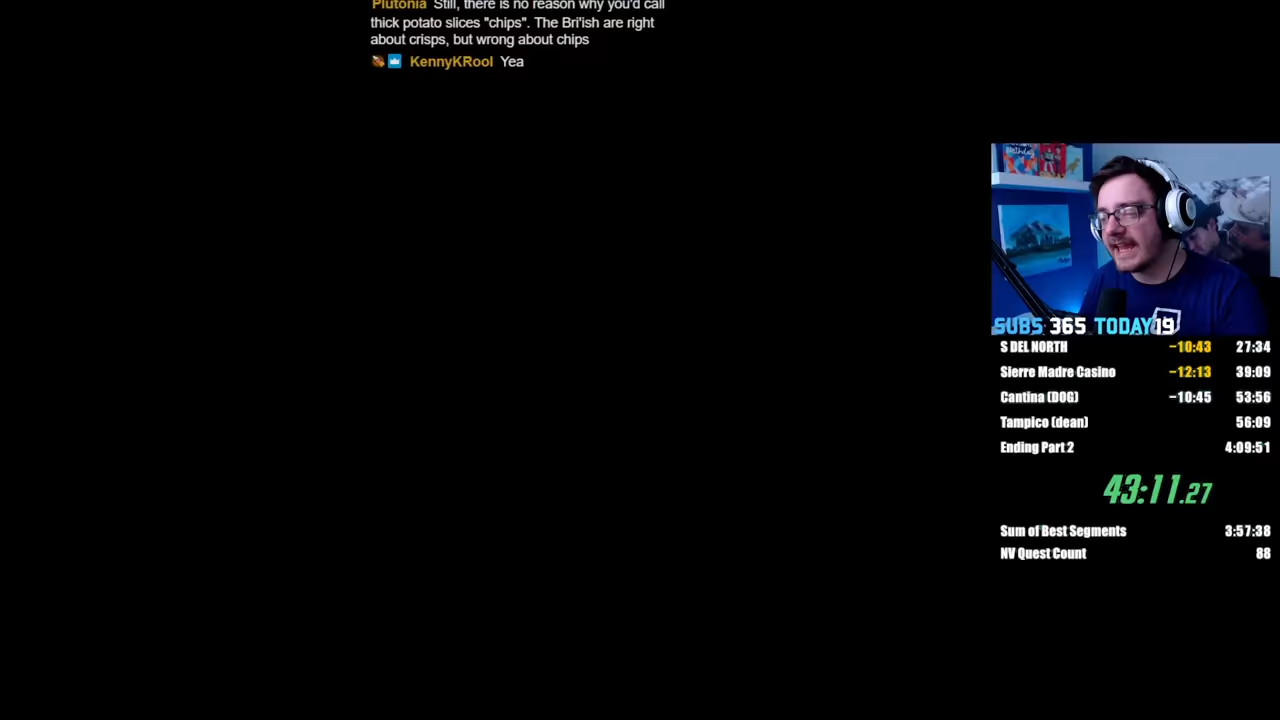 Plutonia Still, there is no reason why you'd call
thick potato slices "chips". The Bri'ish are right
about crisps, but wrong about chips
KennyKRool Yea
SUBS 365 TODAY 19
S DEL NORTH -10:43 27:34
Sierre Madre Casino -12:13 39:09
Cantina (DOG) -10:45 53:56
Tampico (dean) 56:09
Ending Part 2 4:09:51
43:11.27
Sum of Best Segments 3:57:38
NV Quest Count 88